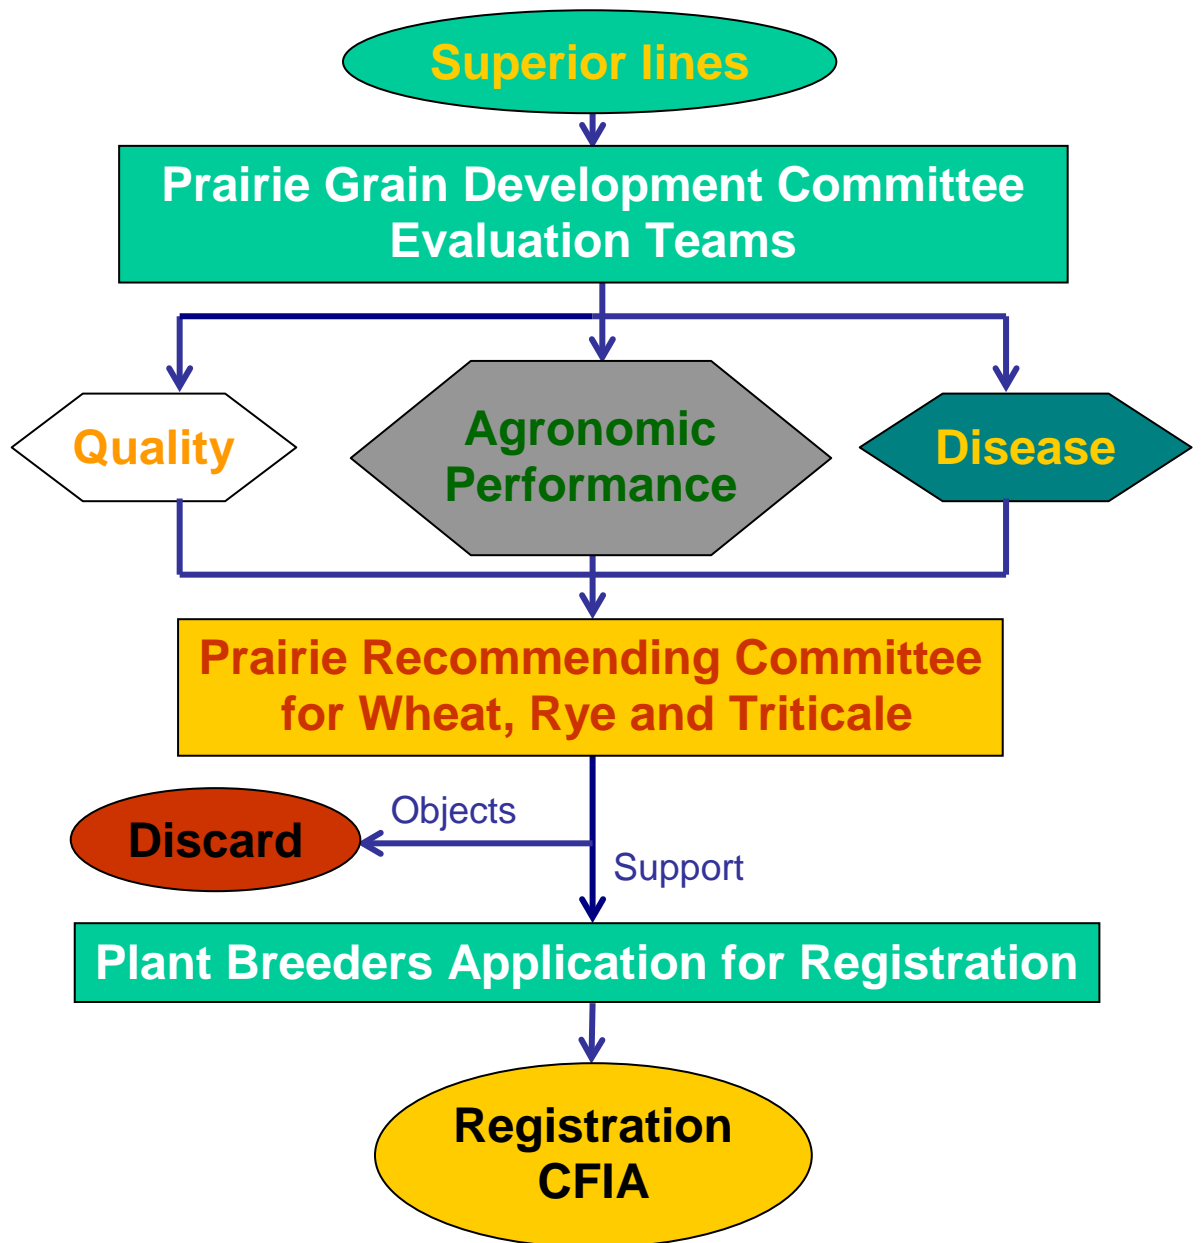 Superior lines
Prairie Grain Development Committee
Evaluation Teams
Quality
Agronomic
Performance
Disease
Prairie Recommending Committee
for Wheat, Rye and Triticale
Objects
Discard
Support
Plant Breeders Application for Registration
Registration
CFIA